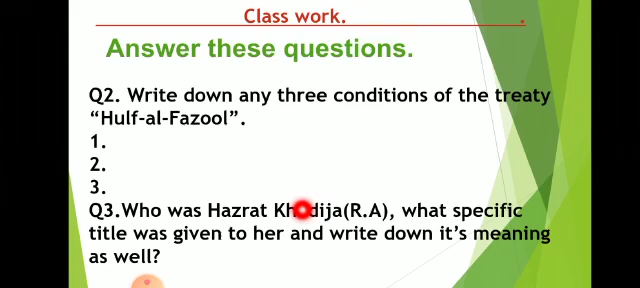 Class work. .
Answer these questions.
Q2. Write down any three conditions of the treaty
“Hulf-al-Fazool”.
1.
2.
3.
Q3.Who was Hazrat Khadija(R.A), what specific
title was given to her and write down it’s meaning
as well?